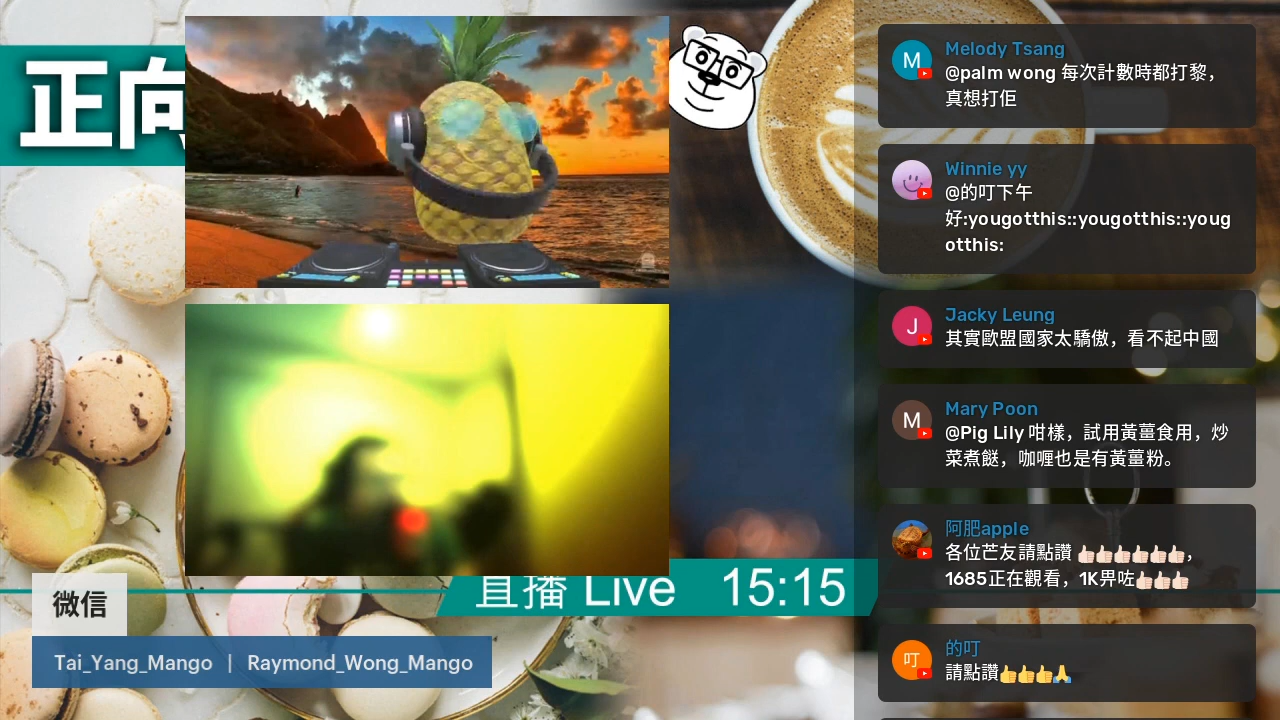 正向
直播 Live 15:15
微信
Tai_Yang_Mango | Raymond_Wong_Mango
M
Melody Tsang
@palm wong 每次計數時都打黎，
真想打佢
Winnie yy
@的叮下午
好:yougotthis::yougotthis::youg
otthis:
J
Jacky Leung
其實歐盟國家太驕傲，看不起中國
M
Mary Poon
@Pig Lily 咁樣，試用黃薑食用，炒
菜煮餸，咖喱也是有黃薑粉。
阿肥apple
各位芒友請點讚 👍🏻👍🏻👍🏻👍🏻👍🏻👍🏻，
1685正在觀看，1K畀咗👍🏻👍🏻👍🏻
叮
的叮
請點讚👍👍👍🙏